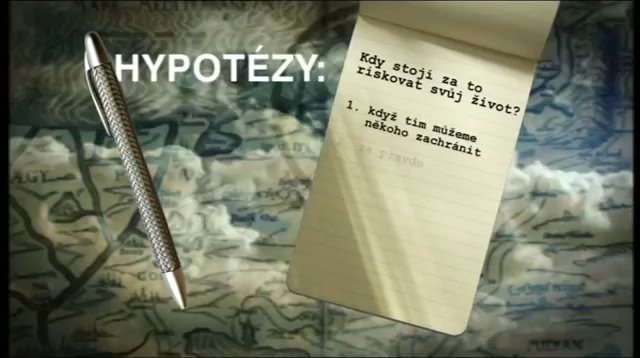 HYPOTÉZY:
Kdy stojí za to
riskovat svůj život?
1. když tím můžeme
někoho zachránit
za pravdu